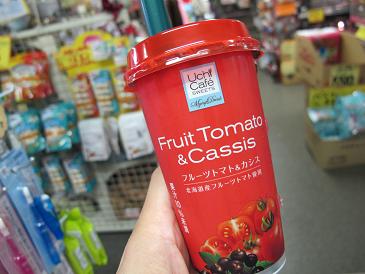 Uchi
Café
SWEETS
Fruit Tomato
& Cassis
フルーツトマト&カシス
北海道産フルーツトマト使用